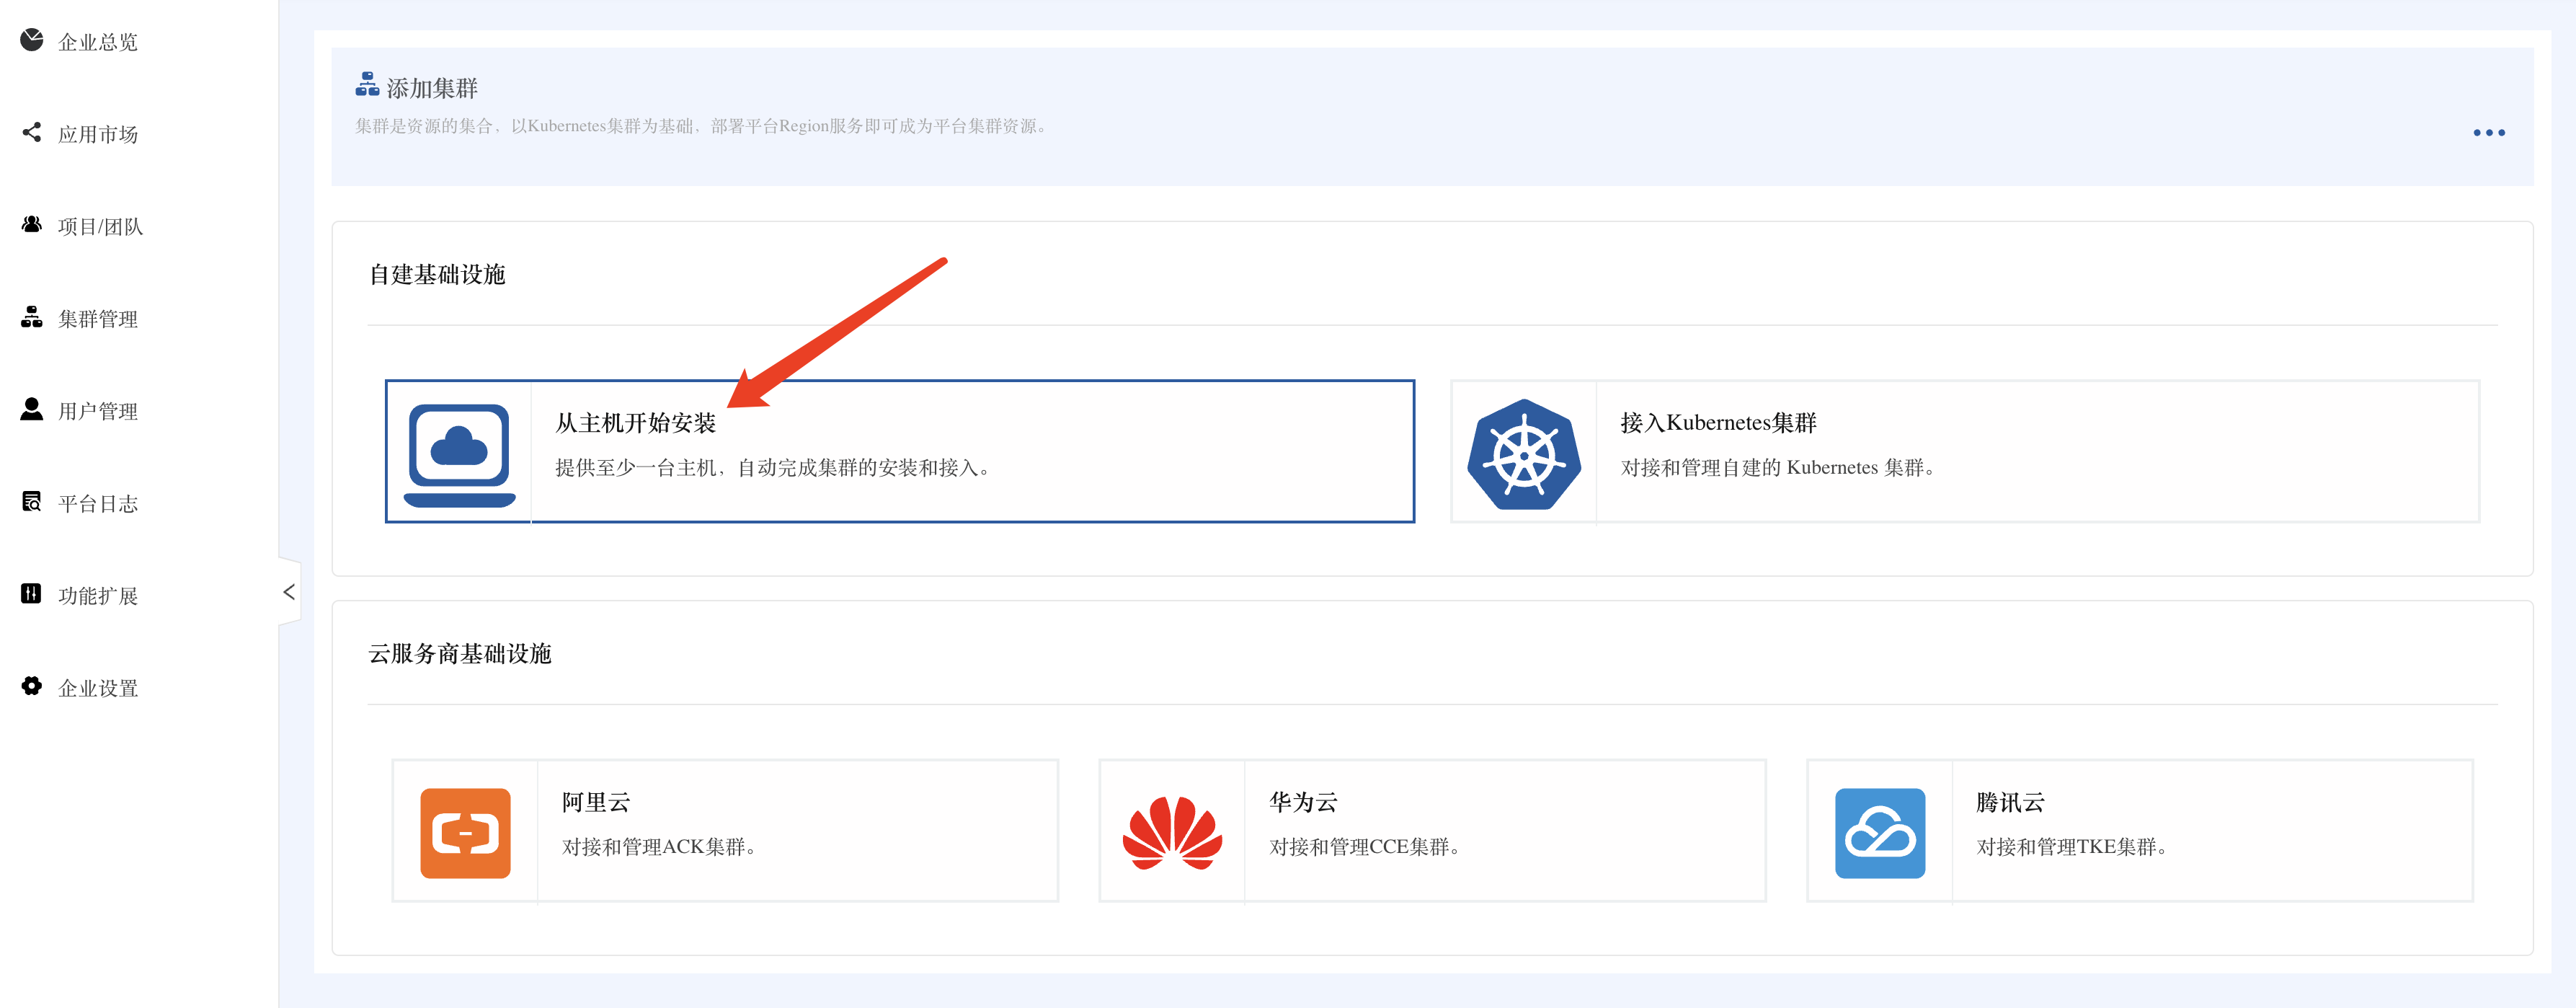 企业总览
应用市场
项目/团队
集群管理
用户管理
平台日志
功能扩展
企业设置
添加集群
集群是资源的集合，以Kubernetes集群为基础，部署平台Region服务即可成为平台集群资源。
自建基础设施
从主机开始安装
提供至少一台主机，自动完成集群的安装和接入。
接入Kubernetes集群
对接和管理自建的 Kubernetes 集群。
云服务商基础设施
阿里云
对接和管理ACK集群。
华为云
对接和管理CCE集群。
腾讯云
对接和管理TKE集群。